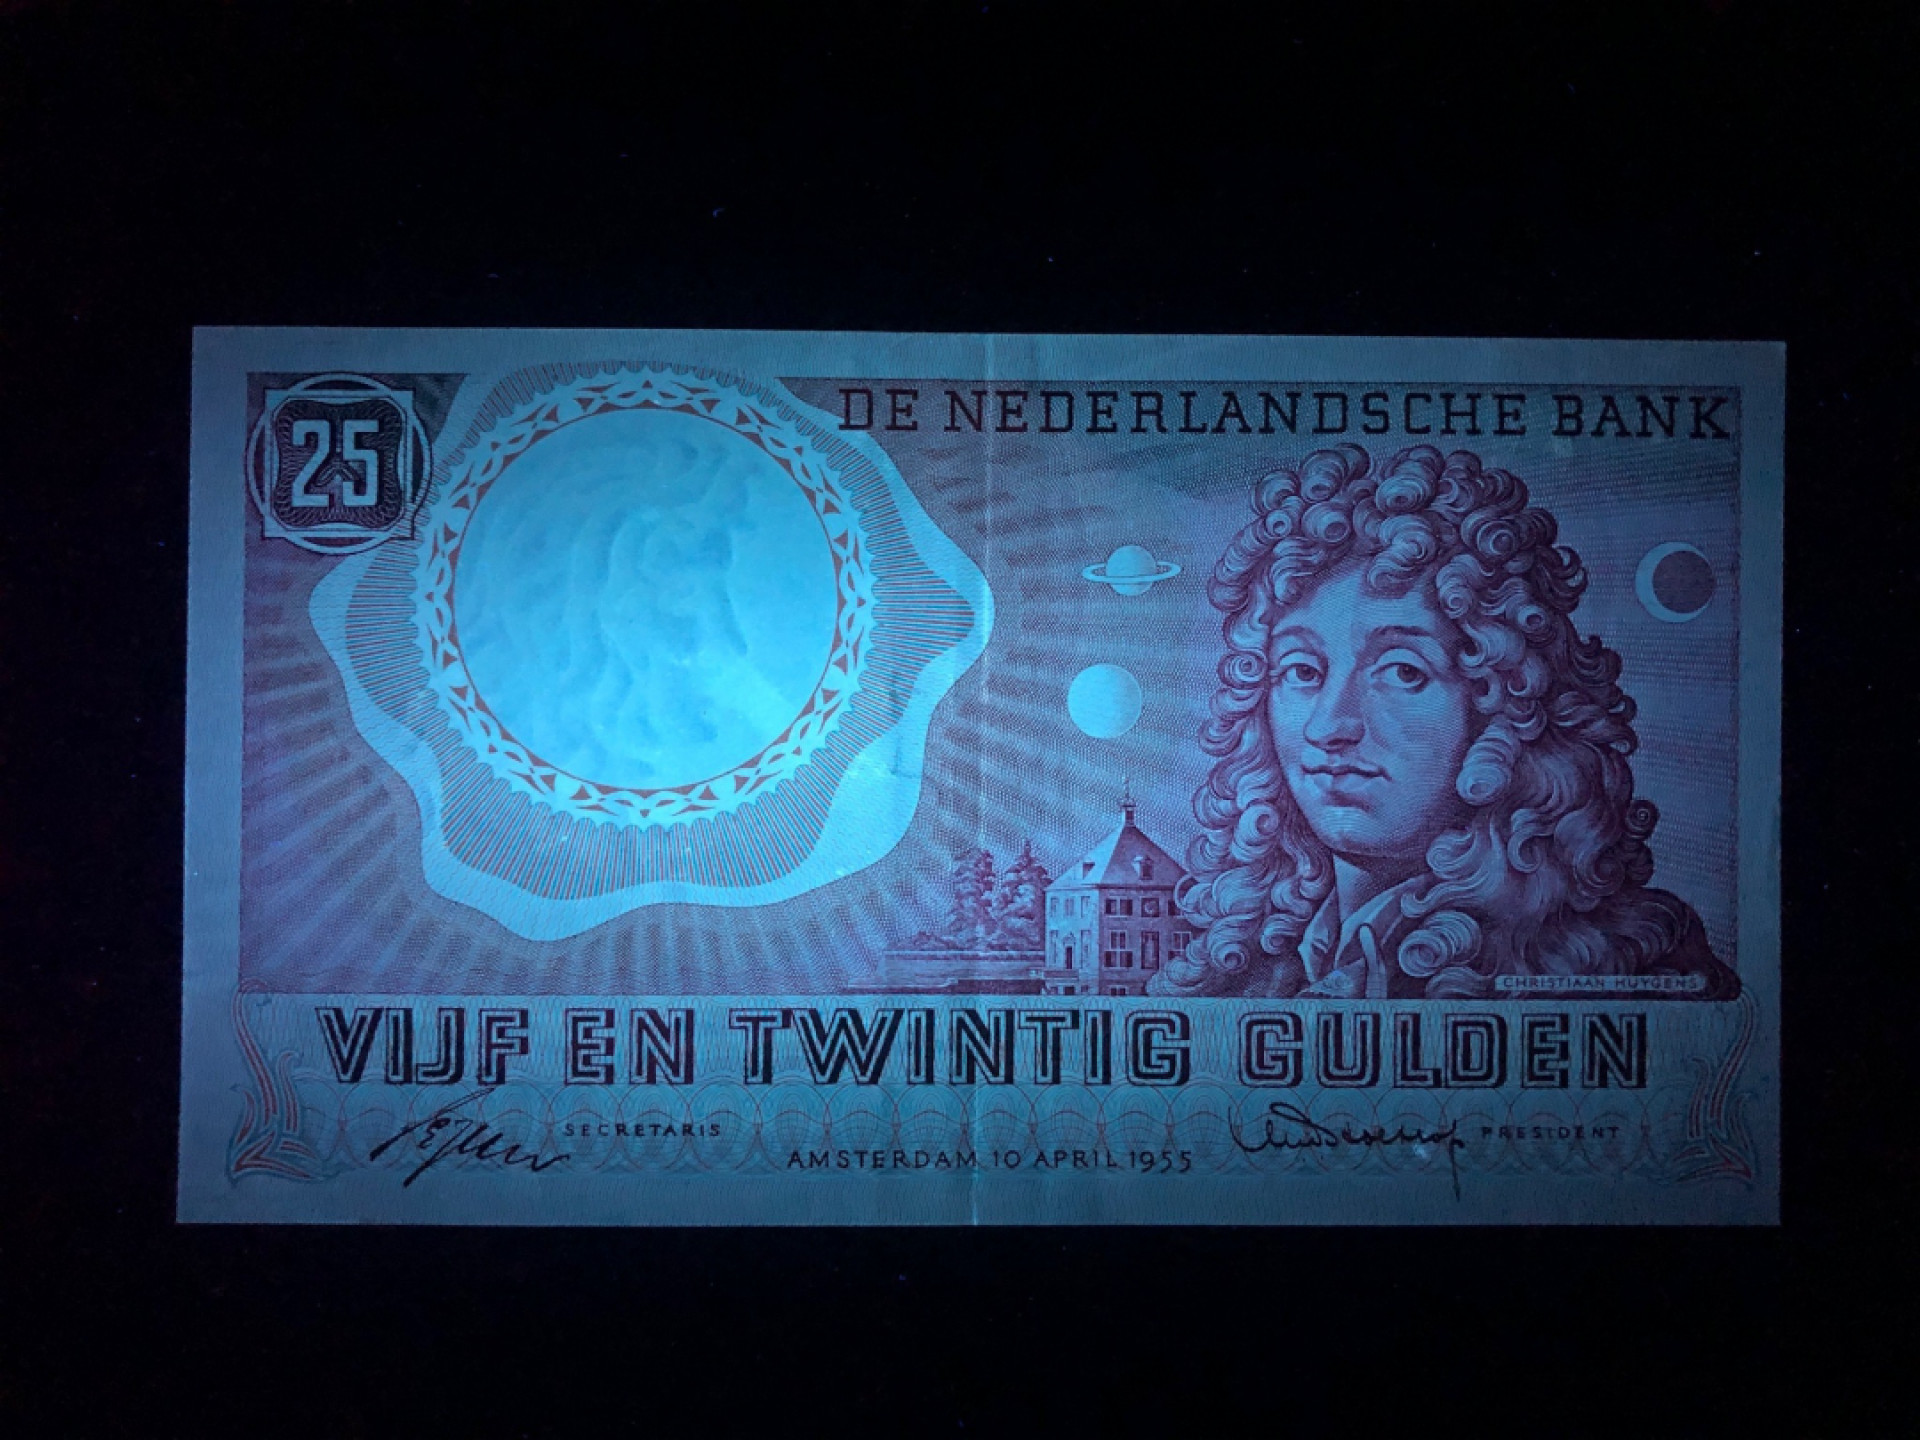 25
DE NEDERLANDSCHE BANK
CHRISTIAAN HUYGENS
VIJF EN TWINTIG GULDEN
SECRETARIS
PRESIDENT
AMSTERDAM 10 APRIL 1955